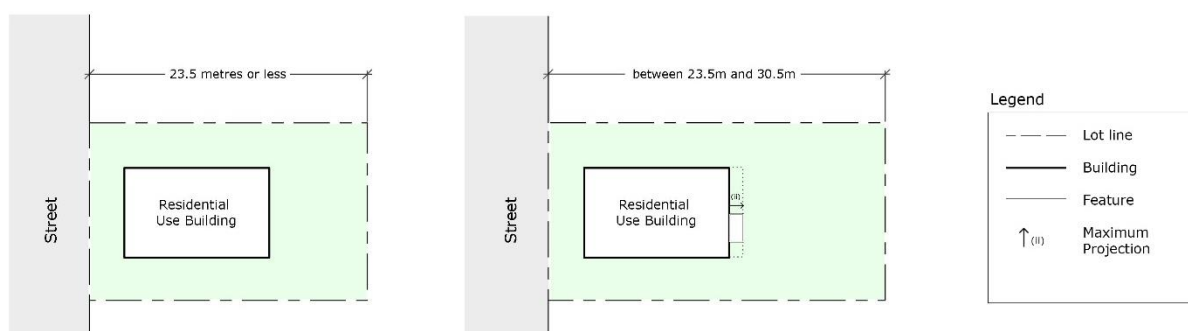 23.5 metres or less
Street
Residential
Use Building
between 23.5m and 30.5m
Street
Residential
Use Building
(ii)
Legend
Lot line
Building
Feature
(ii)
Maximum
Projection